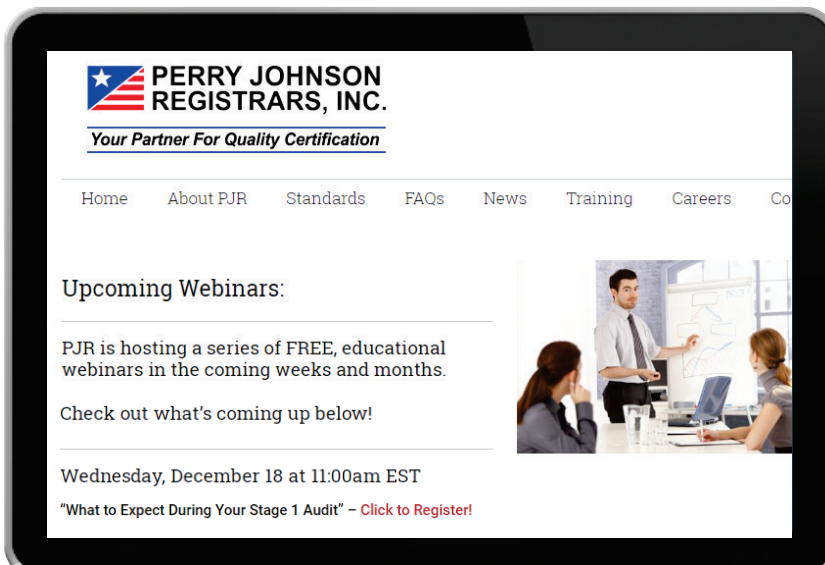 PERRY JOHNSON
REGISTRARS, INC.
Your Partner For Quality Certification
Home About PJR Standards FAQs News Training Careers Co
Upcoming Webinars:
PJR is hosting a series of FREE, educational
webinars in the coming weeks and months.
Check out what's coming up below!
Wednesday, December 18 at 11:00am EST
“What to Expect During Your Stage 1 Audit” – Click to Register!